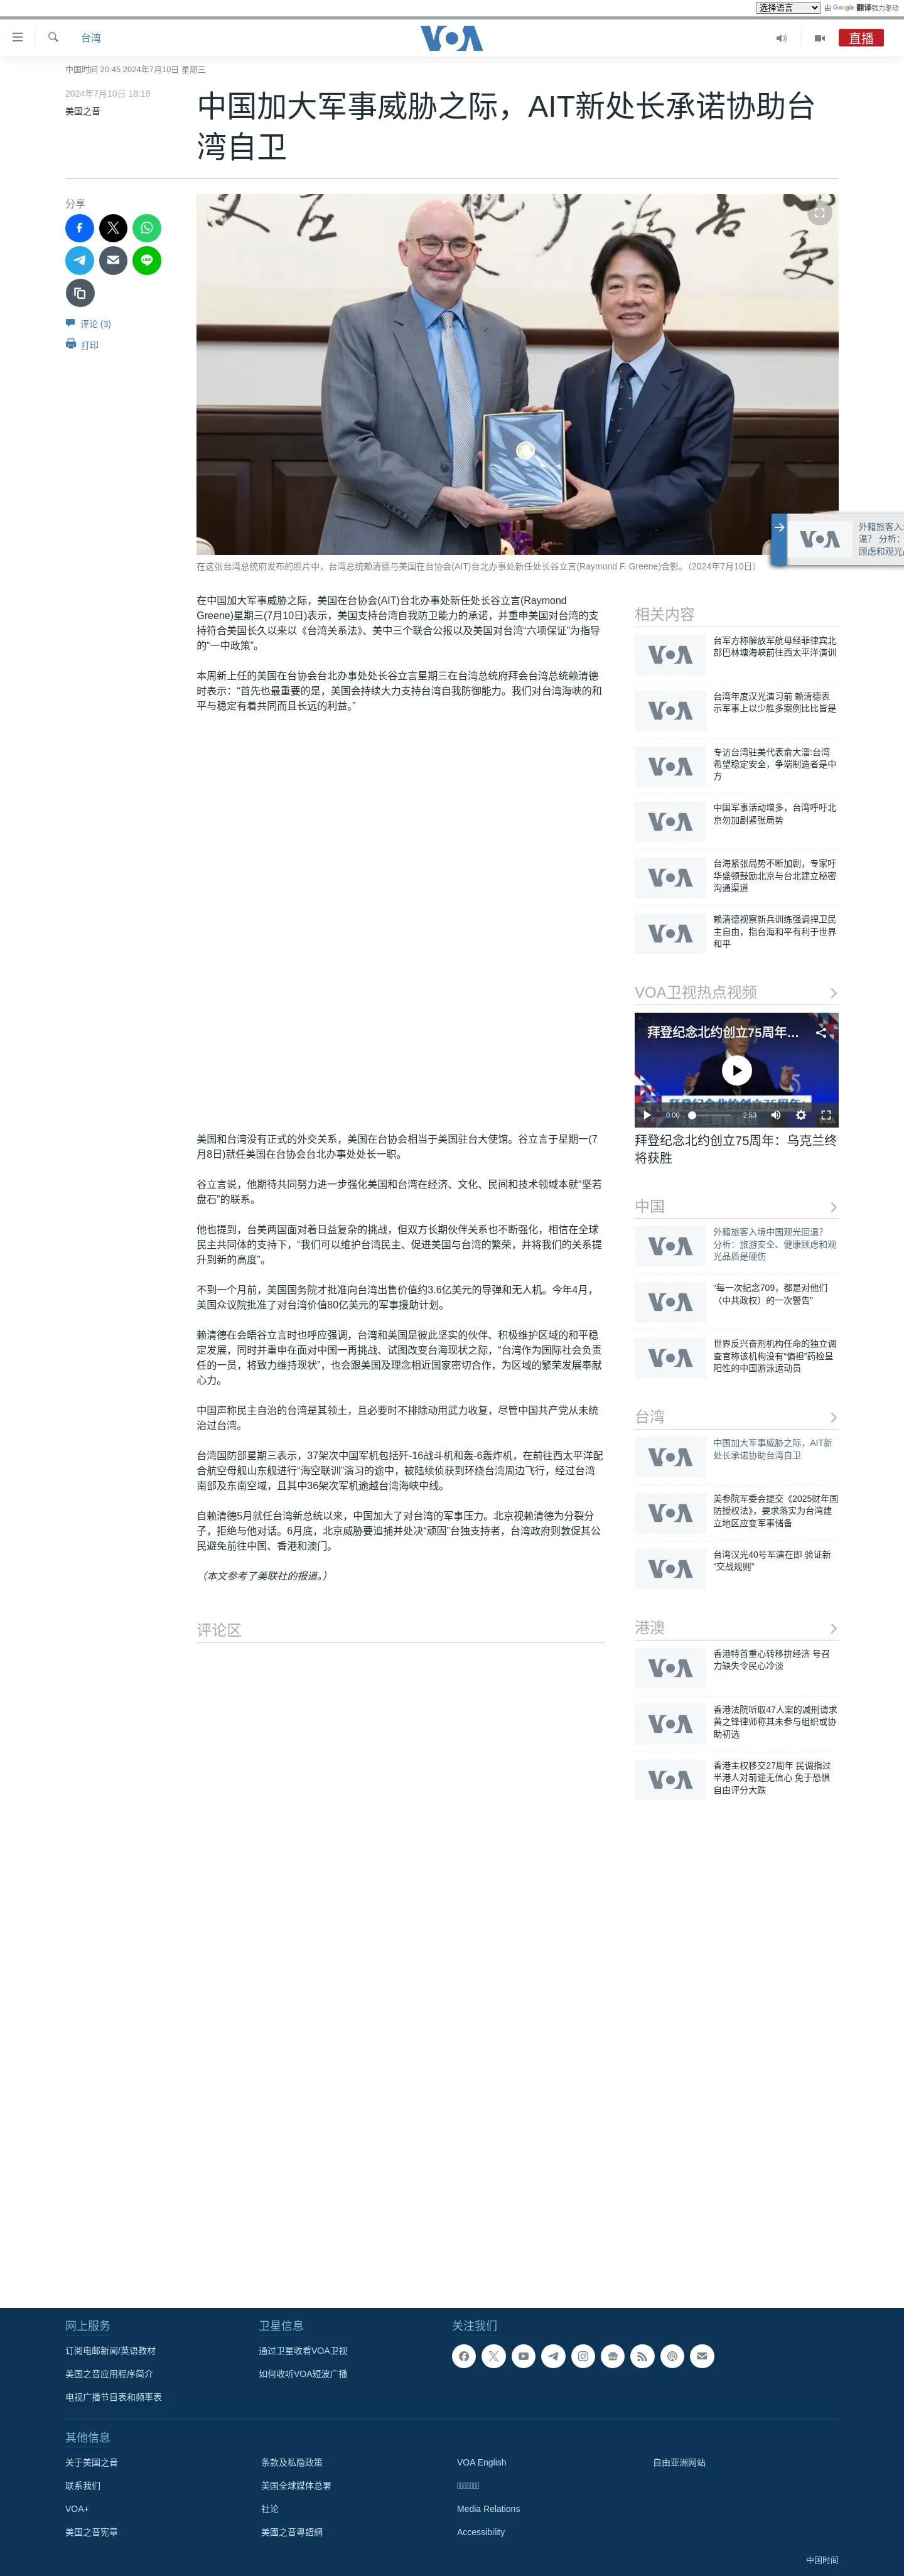 选择语言 由 Google 翻译强力驱动
台湾
VOA
直播
中国时间 20:45 2024年7月10日 星期三
2024年7月10日 18:19
美国之音
中国加大军事威胁之际，AIT新处长承诺协助台
湾自卫
分享
评论 (3)
打印
外籍旅客入
温？ 分析：
在这张台湾总统府发布的照片中，台湾总统赖清德与美国在台协会(AIT)台北办事处新任处长谷立言(Raymond F. Greene)合影。（2024年7月10日）
在中国加大军事威胁之际，美国在台协会(AIT)台北办事处新任处长谷立言(Raymond
Greene)星期三(7月10日)表示，美国支持台湾自我防卫能力的承诺，并重申美国对台湾的支
持符合美国长久以来以《台湾关系法》、美中三个联合公报以及美国对台湾“六项保证”为指导
的“一中政策”。
本周新上任的美国在台协会台北办事处处长谷立言星期三在台湾总统府拜会台湾总统赖清德
时表示：“首先也最重要的是，美国会持续大力支持台湾自我防御能力。我们对台湾海峡的和
平与稳定有着共同而且长远的利益。”
美国和台湾没有正式的外交关系，美国在台协会相当于美国驻台大使馆。谷立言于星期一(7
月8日)就任美国在台协会台北办事处处长一职。
谷立言说，他期待共同努力进一步强化美国和台湾在经济、文化、民间和技术领域本就“坚若
盘石”的联系。
他也提到，台美两国面对着日益复杂的挑战，但双方长期伙伴关系也不断强化，相信在全球
民主共同体的支持下，“我们可以维护台湾民主、促进美国与台湾的繁荣，并将我们的关系提
升到新的高度”。
不到一个月前，美国国务院才批准向台湾出售价值约3.6亿美元的导弹和无人机。今年4月，
美国众议院批准了对台湾价值80亿美元的军事援助计划。
赖清德在会晤谷立言时也呼应强调，台湾和美国是彼此坚实的伙伴、积极维护区域的和平稳
定发展，同时并重申在面对中国一再挑战、试图改变台海现状之际，“台湾作为国际社会负责
任的一员，将致力维持现状”，也会跟美国及理念相近国家密切合作，为区域的繁荣发展奉献
心力。
中国声称民主自治的台湾是其领土，且必要时不排除动用武力收复，尽管中国共产党从未统
治过台湾。
台湾国防部星期三表示，37架次中国军机包括歼-16战斗机和轰-6轰炸机，在前往西太平洋配
合航空母舰山东舰进行“海空联训”演习的途中，被陆续侦获到环绕台湾周边飞行，经过台湾
南部及东南空域，且其中36架次军机逾越台湾海峡中线。
自赖清德5月就任台湾新总统以来，中国加大了对台湾的军事压力。北京视赖清德为分裂分
子，拒绝与他对话。6月底，北京威胁要追捕并处决“顽固”台独支持者，台湾政府则敦促其公
民避免前往中国、香港和澳门。
（本文参考了美联社的报道。）
评论区
相关内容
台军方称解放军航母经菲律宾北
部巴林塘海峡前往西太平洋演训
台湾年度汉光演习前 赖清德表
示军事上以少胜多案例比比皆是
专访台湾驻美代表俞大㵢:台湾
希望稳定安全，争端制造者是中
方
中国军事活动增多，台湾呼吁北
京勿加剧紧张局势
台海紧张局势不断加剧，专家吁
华盛顿鼓励北京与台北建立秘密
沟通渠道
赖清德视察新兵训练强调捍卫民
主自由，指台海和平有利于世界
和平
VOA卫视热点视频
拜登纪念北约创立75周年...
0:00 2:53
拜登纪念北约创立75周年：乌克兰终
将获胜
中国
外籍旅客入境中国观光回温？
分析：旅游安全、健康顾虑和观
光品质是硬伤
“每一次纪念709，都是对他们
（中共政权）的一次警告”
世界反兴奋剂机构任命的独立调
查官称该机构没有“偏袒”药检呈
阳性的中国游泳运动员
台湾
中国加大军事威胁之际，AIT新
处长承诺协助台湾自卫
美参院军委会提交《2025财年国
防授权法》，要求落实为台湾建
立地区应变军事储备
台湾汉光40号军演在即 验证新
“交战规则”
港澳
香港特首重心转移拚经济 号召
力缺失令民心冷淡
香港法院听取47人案的减刑请求
黄之锋律师称其未参与组织或协
助初选
香港主权移交27周年 民调指过
半港人对前途无信心 免于恐惧
自由评分大跌
网上服务
订阅电邮新闻/英语教材
美国之音应用程序简介
电视广播节目表和频率表
卫星信息
通过卫星收看VOA卫视
如何收听VOA短波广播
关注我们
其他信息
关于美国之音
联系我们
VOA+
美国之音宪章
条款及私隐政策
美国全球媒体总署
社论
美國之音粵語網
VOA English
Media Relations
Accessibility
自由亚洲网站
中国时间